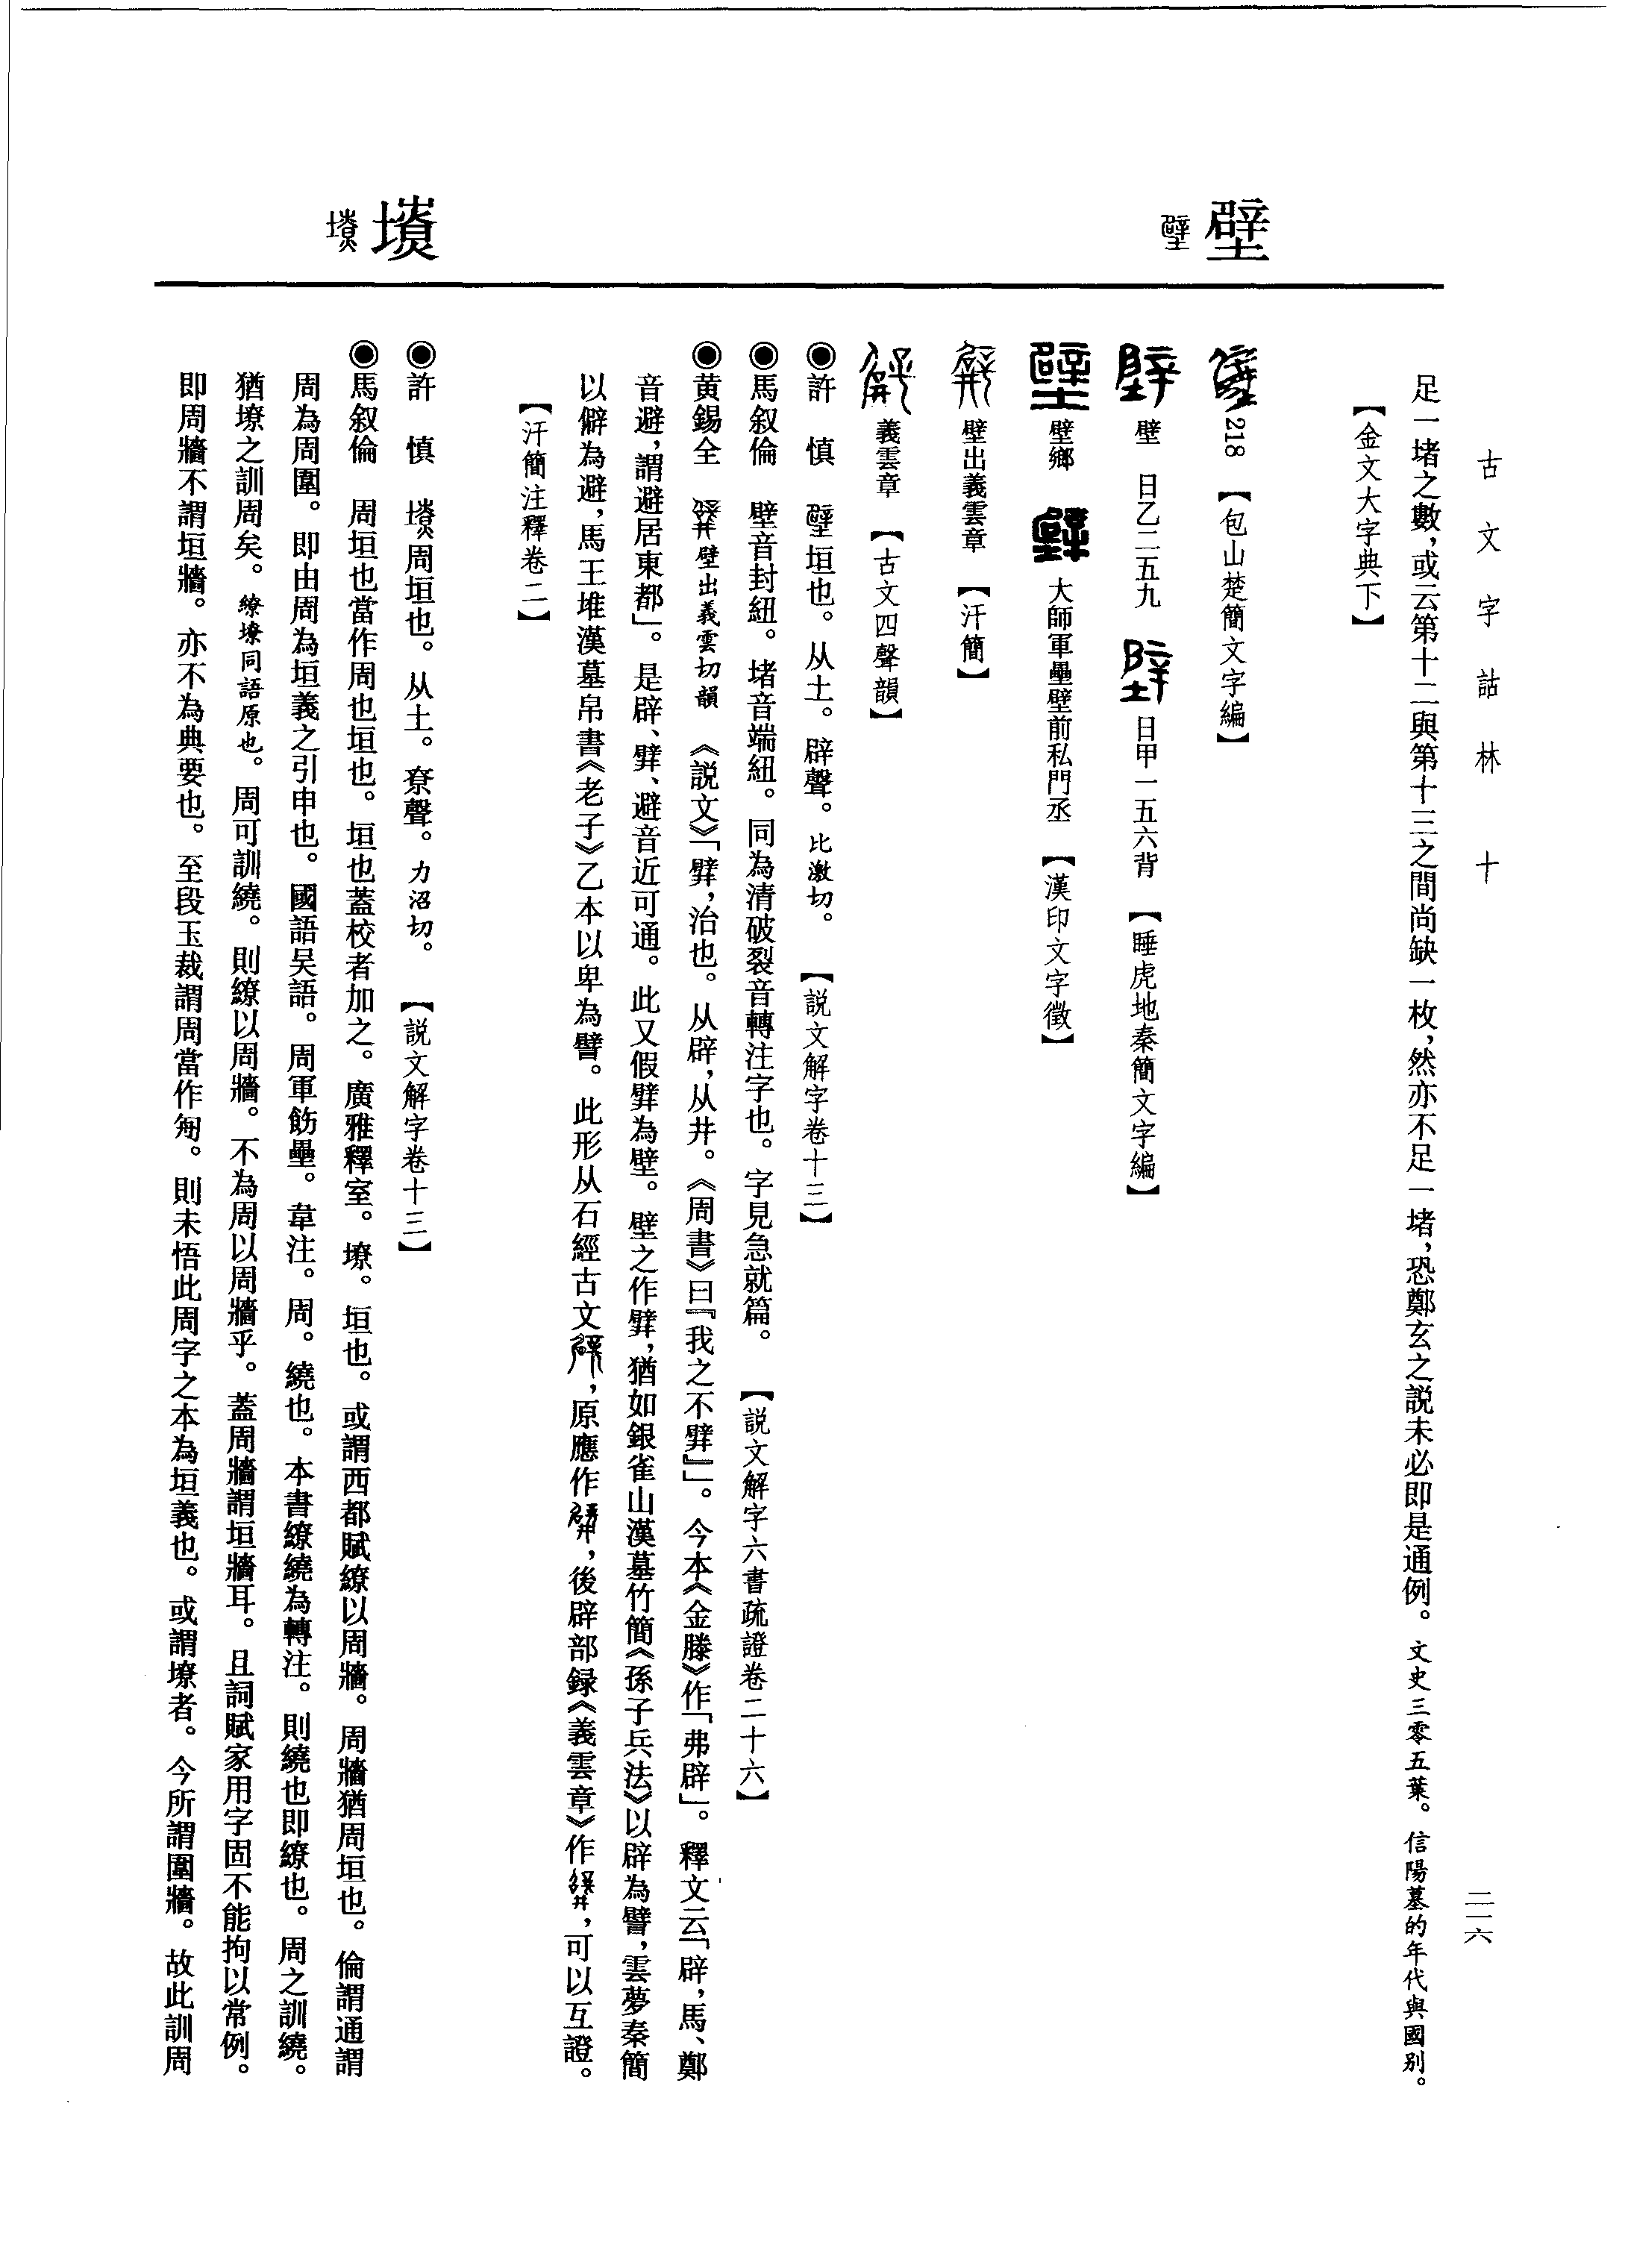 古文字詁林 十
二一六
壁
足一堵之數，或云第十二與第十三之間尚缺一枚，然亦不足一堵，恐鄭玄之説未必即是通例。文史三零五葉。信陽墓的年代與國别。
【金文大字典下】
218 【包山楚簡文字編】
壁 日乙二五九 日甲一五六背 【睡虎地秦簡文字編】
壁鄉 大師軍壘壁前私門丞 【漢印文字徵】
壁出義雲章 【汗簡】
義雲章 【古文四聲韻】
◉許 慎 垣也。从土。辟聲。比激切。 【説文解字卷十三】
◉馬叙倫 壁音封紐。堵音端紐。同為清破裂音轉注字也。字見急就篇。 【説文解字六書疏證卷二十六】
◉黄錫全 壁出義雲切韻 《説文》「擘，治也。从辟，从井。《周書》曰『我之不擘』」。今本《金滕》作「弗辟」。釋文云「辟，馬、鄭
音避，謂避居東都」。是辟、擘、避音近可通。此又假擘為壁。壁之作擘，猶如銀雀山漢墓竹簡《孫子兵法》以辟為譬，雲夢秦簡
以僻為避，馬王堆漢墓帛書《老子》乙本以卑為譬。此形从石經古文，原應作，後辟部録《義雲章》作，可以互證。
【汗簡注釋卷二】
◉許 慎 周垣也。从土。尞聲。力沼切。 【説文解字卷十三】
◉馬叙倫 周垣也當作周也垣也。垣也蓋校者加之。廣雅釋室。墩。垣也。或謂西都賦繚以周牆。周牆猶周垣也。倫謂通謂
周為周圍。即由周為垣義之引申也。國語吴語。周軍飭壘。韋注。周。繞也。本書繚繞為轉注。則繞也即繚也。周之訓繞。
猶墩之訓周矣。繚墩同語原也。周可訓繞。則繚以周牆。不為周以周牆乎。蓋周牆謂垣牆耳。且詞賦家用字固不能拘以常例。
即周牆不謂垣牆。亦不為典要也。至段玉裁謂周當作匊。則未悟此周字之本為垣義也。或謂墩者。今所謂圍牆。故此訓周